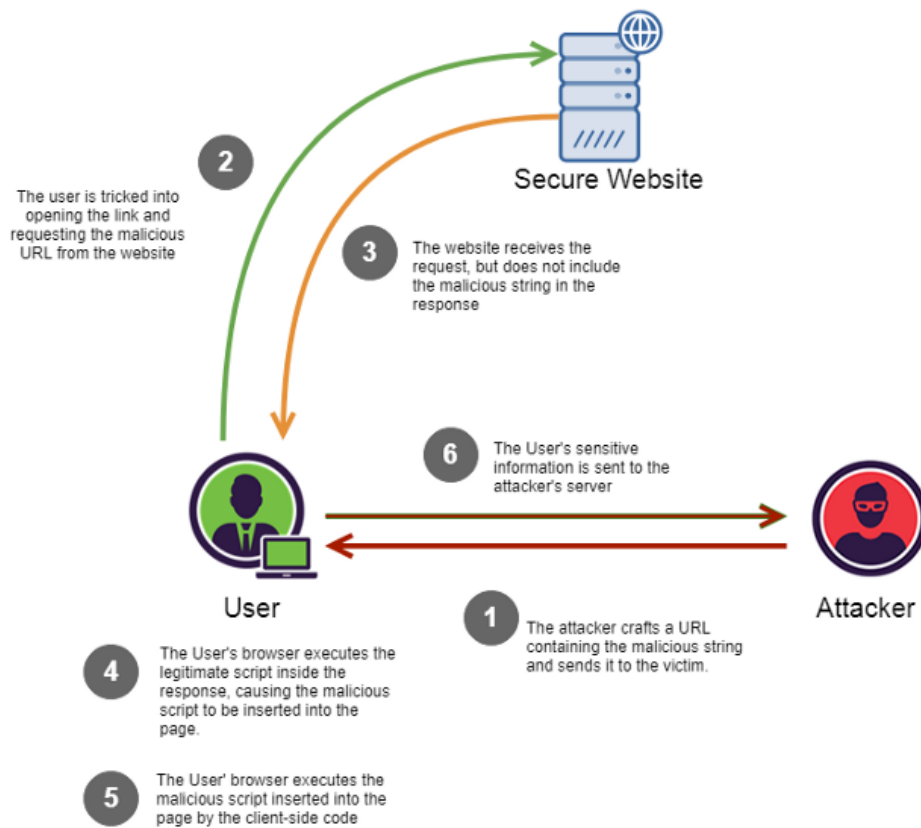 Secure Website
2
The user is tricked into
opening the link and
requesting the malicious
URL from the website
3
The website receives the
request, but does not include
the malicious string in the
response
6
The User's sensitive
information is sent to the
attacker's server
User
Attacker
1
The attacker crafts a URL
containing the malicious string
and sends it to the victim.
4
The User's browser executes the
legitimate script inside the
response, causing the malicious
script to be inserted into the
page.
5
The User' browser executes the
malicious script inserted into the
page by the client-side code